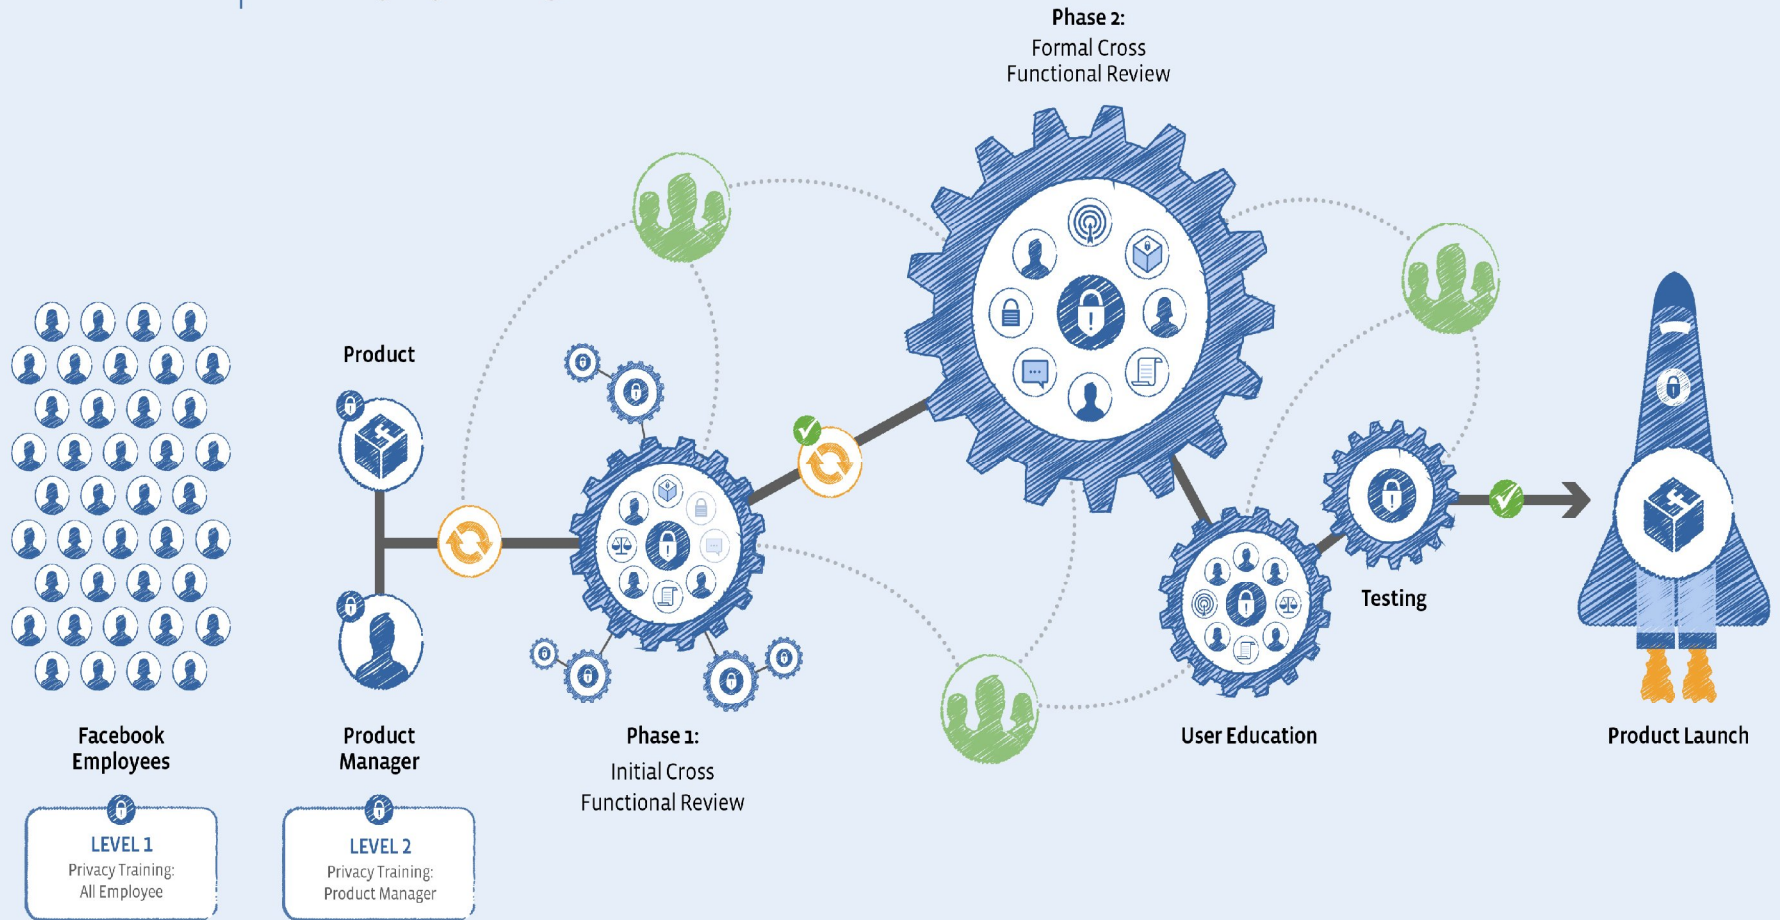 Phase 2:
Formal Cross
Functional Review
Product
Testing
Facebook
Employees
Product
Manager
Phase 1:
Initial Cross
Functional Review
User Education
Product Launch
LEVEL 1
Privacy Training:
All Employee
LEVEL 2
Privacy Training:
Product Manager